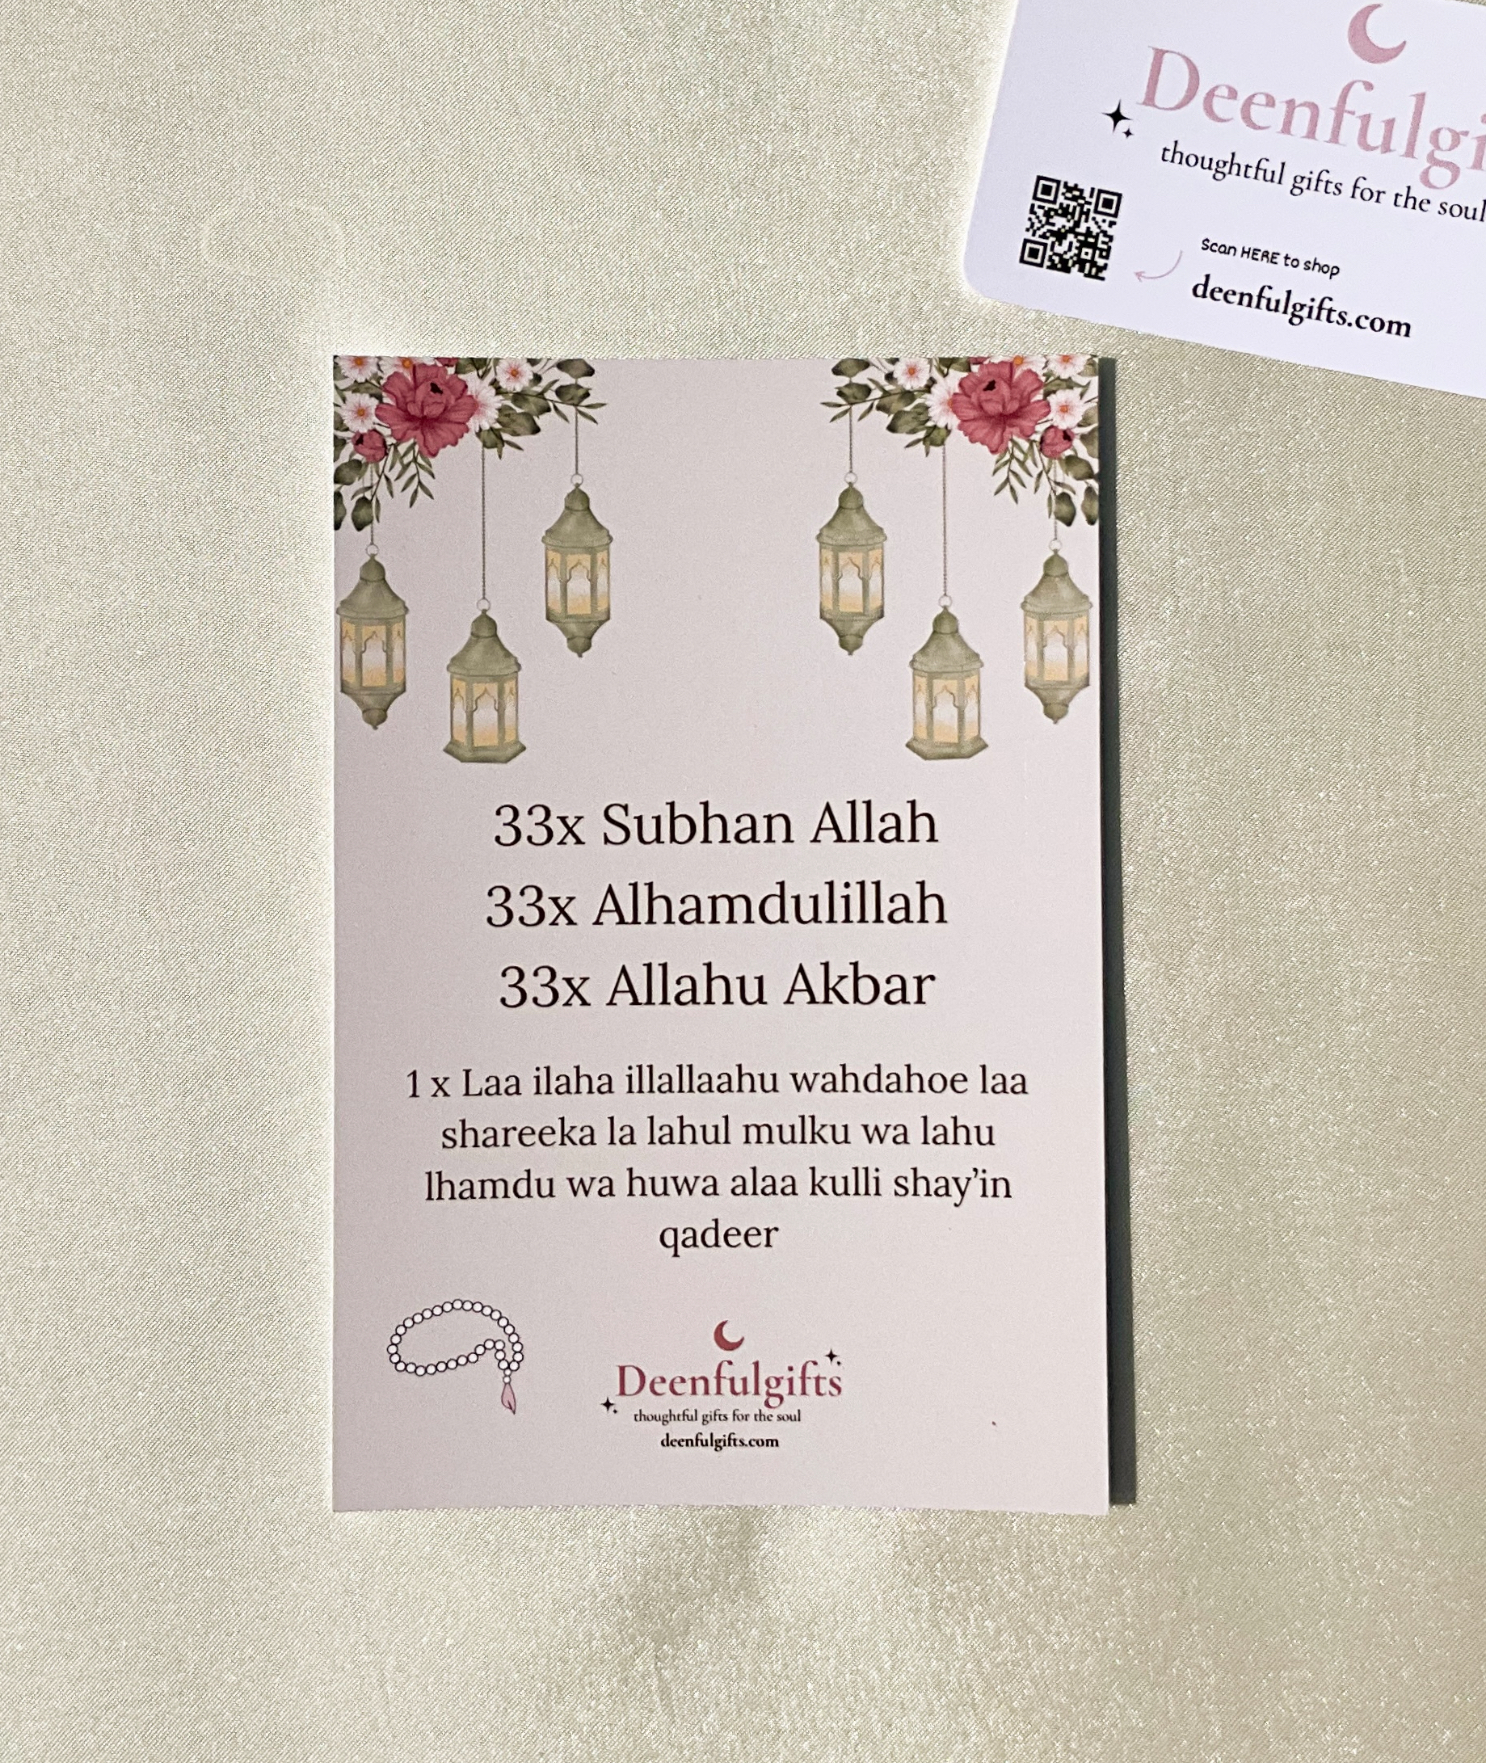 Deenfulgi
thoughtful gifts for the soul
Scan HERE to shop
deenfulgifts.com
33x Subhan Allah
33x Alhamdulillah
33x Allahu Akbar
1 x Laa ilaha illallaahu wahdahoe laa
shareeka la lahul mulku wa lahu
lhamdu wa huwa alaa kulli shay’in
qadeer
Deenfulgifts
thoughtful gifts for the soul
deenfulgifts.com